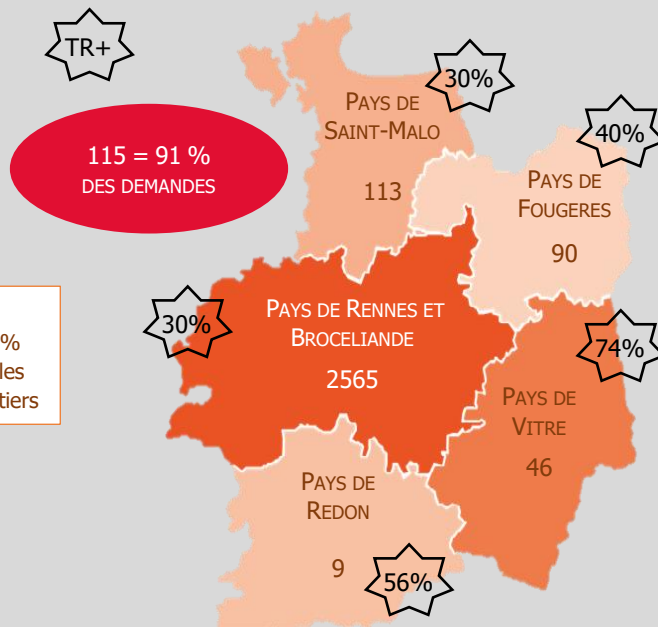 TR+
30%
PAYS DE
SAINT-MALO
113
40%
PAYS DE
FOUGERES
90
115 = 91 %
DES DEMANDES
%
les
tiers
30%
PAYS DE RENNES ET
BROCELIANDE
2565
74%
PAYS DE
VITRE
46
PAYS DE
REDON
9
56%